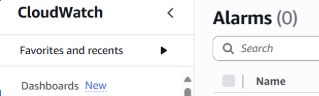 CloudWatch
Favorites and recents
Dashboards New
Alarms (0)
Search
Name